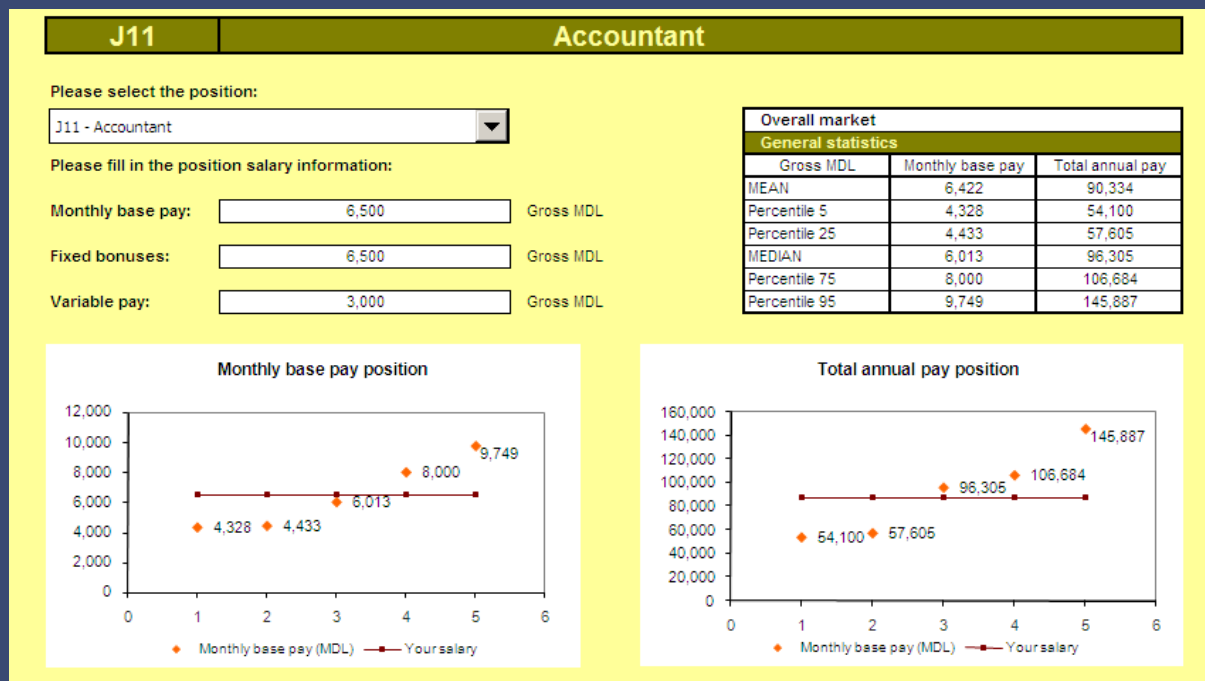 J11 Accountant
Please select the position:
J11 - Accountant
Please fill in the position salary information:
Monthly base pay: 6,500 Gross MDL
Fixed bonuses: 6,500 Gross MDL
Variable pay: 3,000 Gross MDL
Overall market
General statistics
Gross MDL Monthly base pay Total annual pay
MEAN 6,422 90,334
Percentile 5 4,328 54,100
Percentile 25 4,433 57,605
MEDIAN 6,013 96,305
Percentile 75 8,000 106,684
Percentile 95 9,749 145,887
Monthly base pay position
12,000
10,000
8,000
6,000
4,000
2,000
0
9,749
8,000
6,013
4,328 4,433
0 1 2 3 4 5 6
Monthly base pay (MDL) Your salary
Total annual pay position
160,000
140,000
120,000
100,000
80,000
60,000
40,000
20,000
0
145,887
106,684
96,305
54,100 57,605
0 1 2 3 4 5 6
Monthly base pay (MDL) Your salary